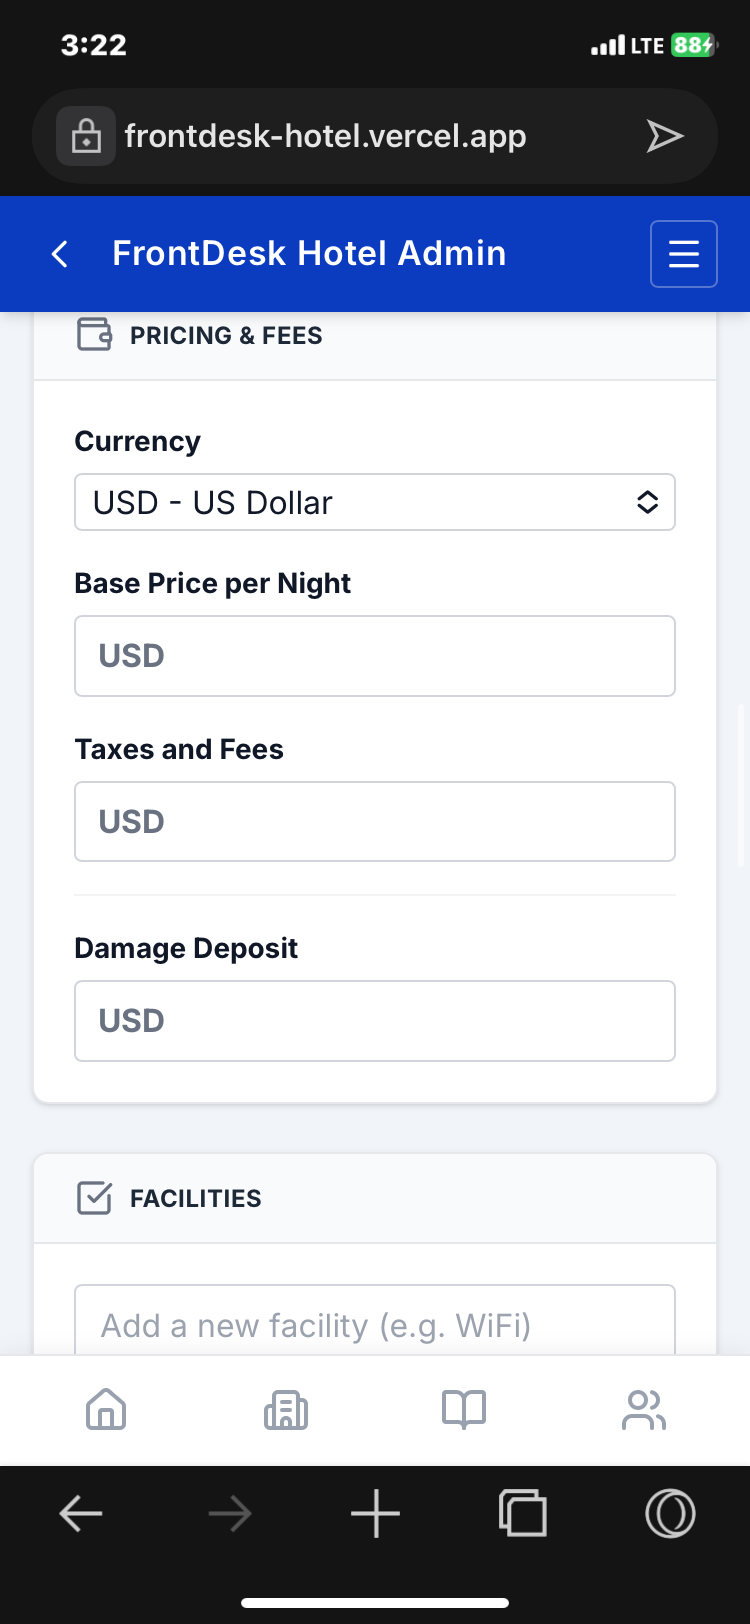 3:22
LTE 88
frontdesk-hotel.vercel.app
FrontDesk Hotel Admin
PRICING & FEES
Currency
USD - US Dollar
Base Price per Night
USD
Taxes and Fees
USD
Damage Deposit
USD
FACILITIES
Add a new facility (e.g. WiFi)